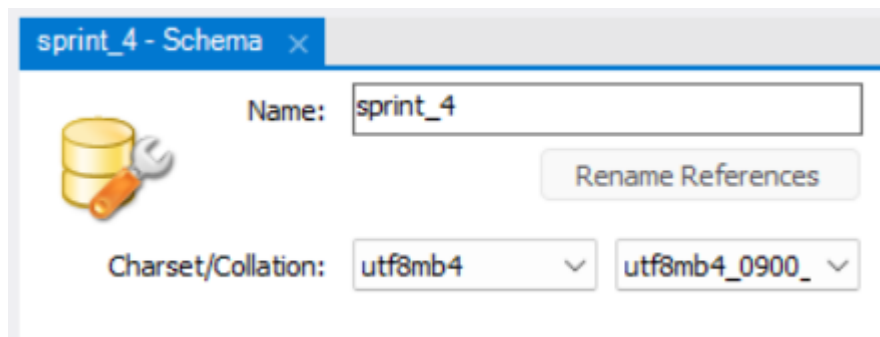 sprint_4 - Schema
Name: sprint_4
Rename References
Charset/Collation: utf8mb4 utf8mb4_0900_